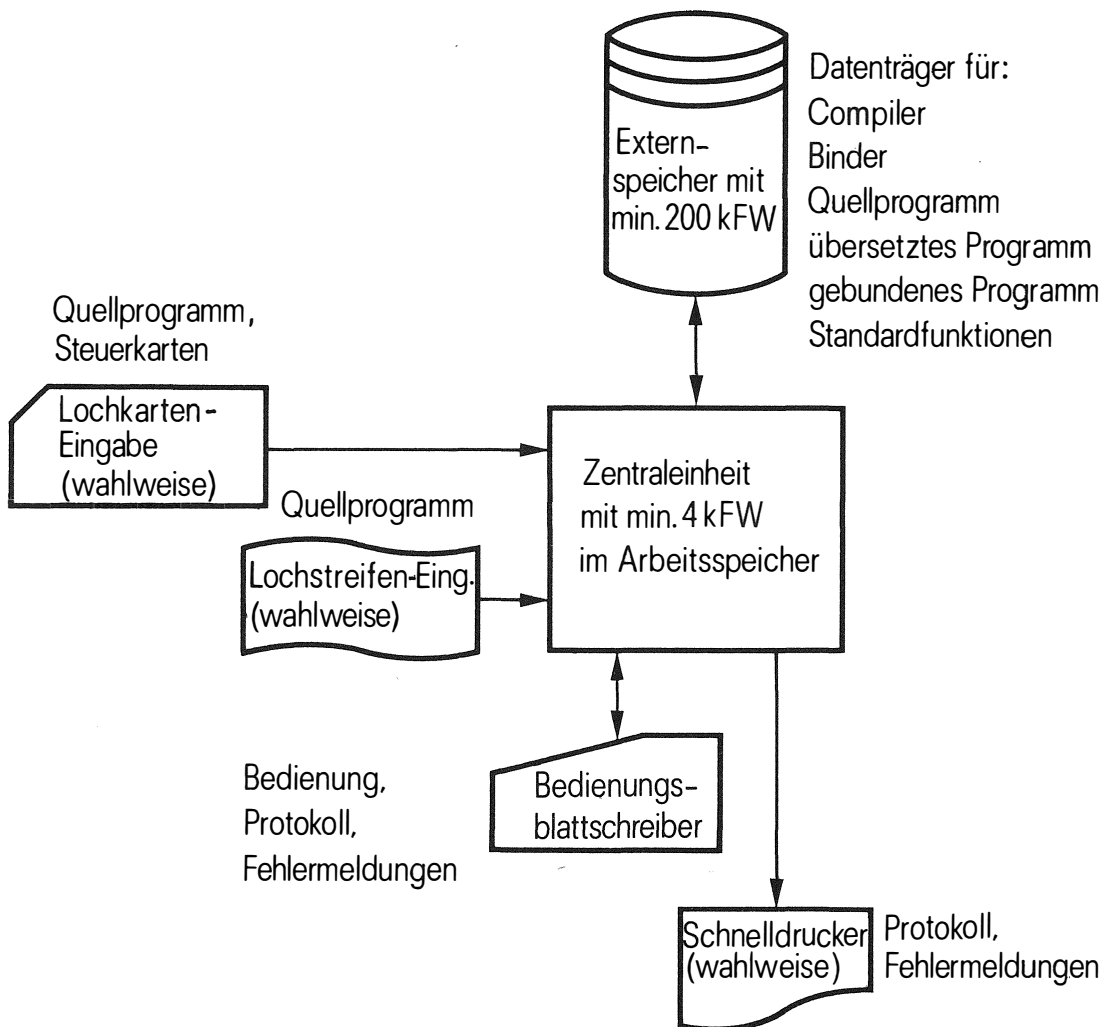 Datenträger für:
Compiler
Binder
Quellprogramm
übersetztes Programm
gebundenes Programm
Standardfunktionen
Extern-
speicher mit
min. 200 kFW
Quellprogramm,
Steuerkarten
Lochkarten-
Eingabe
(wahlweise)
Quellprogramm
Lochstreifen-Eing.
(wahlweise)
Zentraleinheit
mit min. 4 kFW
im Arbeitsspeicher
Bedienung,
Protokoll,
Fehlermeldungen
Bedienungs-
blattschreiber
Schnelldrucker
(wahlweise)
Protokoll,
Fehlermeldungen